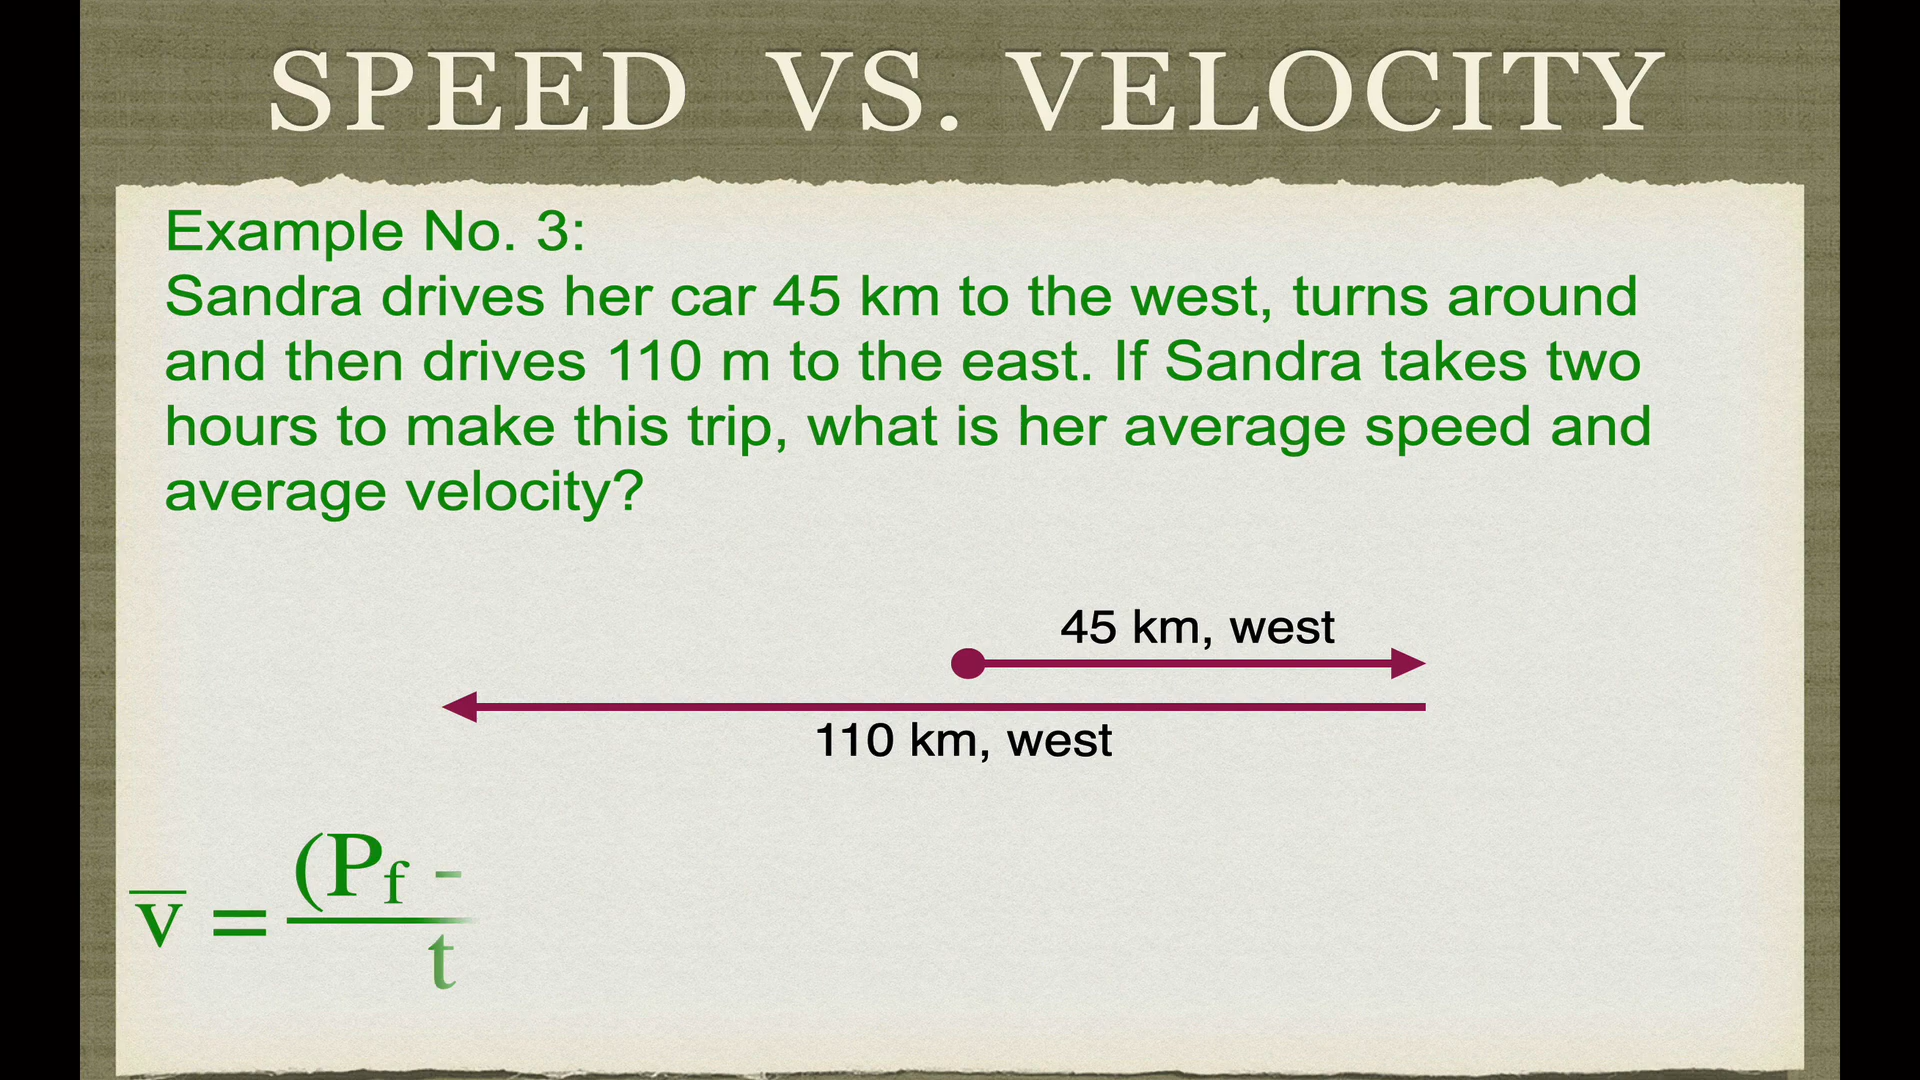 SPEED VS. VELOCITY
Example No. 3:
Sandra drives her car 45 km to the west, turns around
and then drives 110 m to the east. If Sandra takes two
hours to make this trip, what is her average speed and
average velocity?
45 km, west
110 km, west
v̅ = (Pf -
t